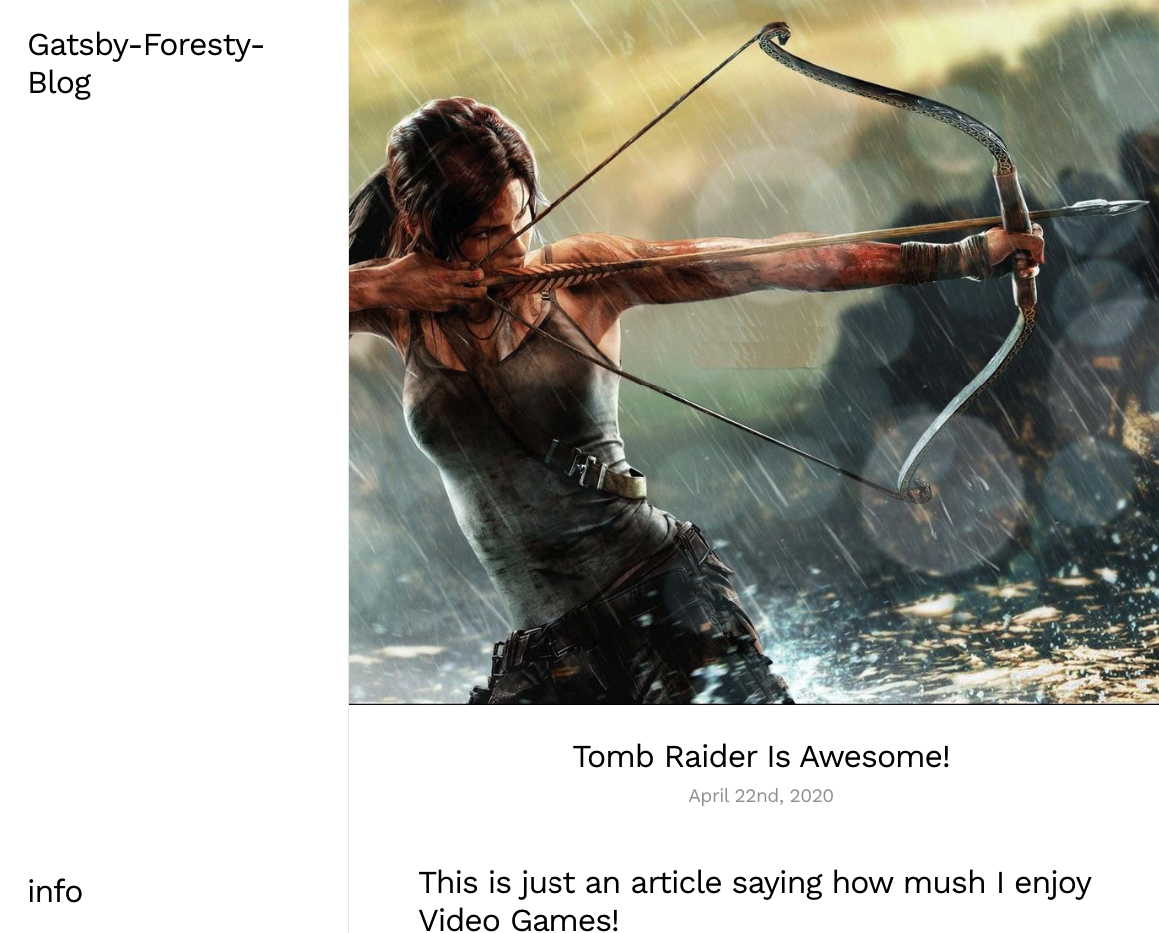 Gatsby-Foresty-
Blog
Tomb Raider Is Awesome!
April 22nd, 2020
This is just an article saying how mush I enjoy
Video Games!
info